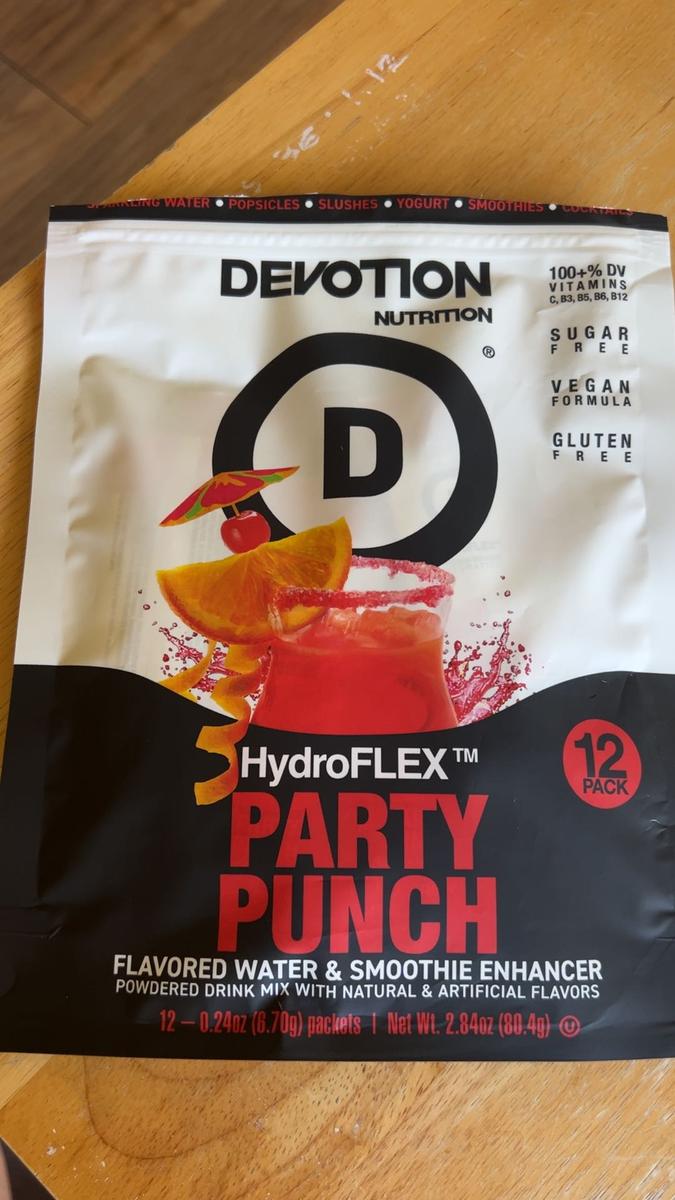 SPARKLING WATER • POPSICLES • SLUSHES • YOGURT • SMOOTHIES • COCKTAILS
DEVOTION
NUTRITION
®
D
100+% DV
VITAMINS
C, B3, B5, B6, B12
SUGAR
FREE
VEGAN
FORMULA
GLUTEN
FREE
HydroFLEX™
12
PACK
PARTY
PUNCH
FLAVORED WATER & SMOOTHIE ENHANCER
POWDERED DRINK MIX WITH NATURAL & ARTIFICIAL FLAVORS
12 – 0.24oz (6.70g) packets | Net Wt. 2.84oz (80.4g) Ⓤ